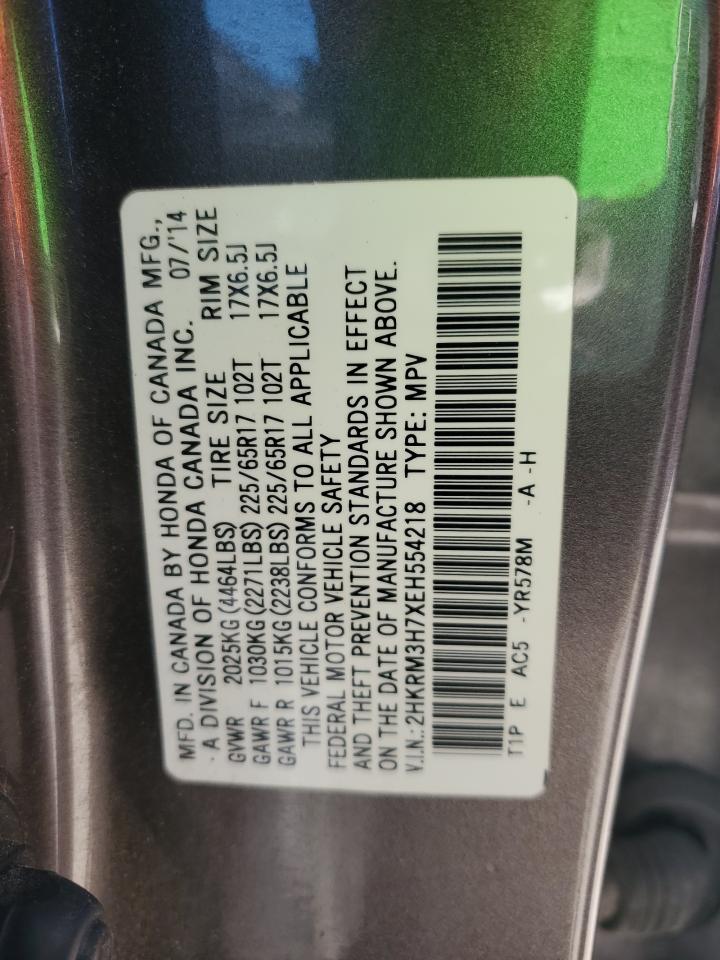 MFD. IN CANADA BY HONDA OF CANADA MFG.,
A DIVISION OF HONDA CANADA INC. 07/'14
GVWR 2025KG(4464LBS) TIRE SIZE RIM SIZE
GAWR F 1030KG(2271LBS) 225/65R17 102T 17X6.5J
GAWR R 1015KG(2238LBS) 225/65R17 102T 17X6.5J
THIS VEHICLE CONFORMS TO ALL APPLICABLE
FEDERAL MOTOR VEHICLE SAFETY
AND THEFT PREVENTION STANDARDS IN EFFECT
ON THE DATE OF MANUFACTURE SHOWN ABOVE.
V.I.N.:2HKRM3H7XEH554218 TYPE: MPV
T1P E AC5 -YR578M -A -H